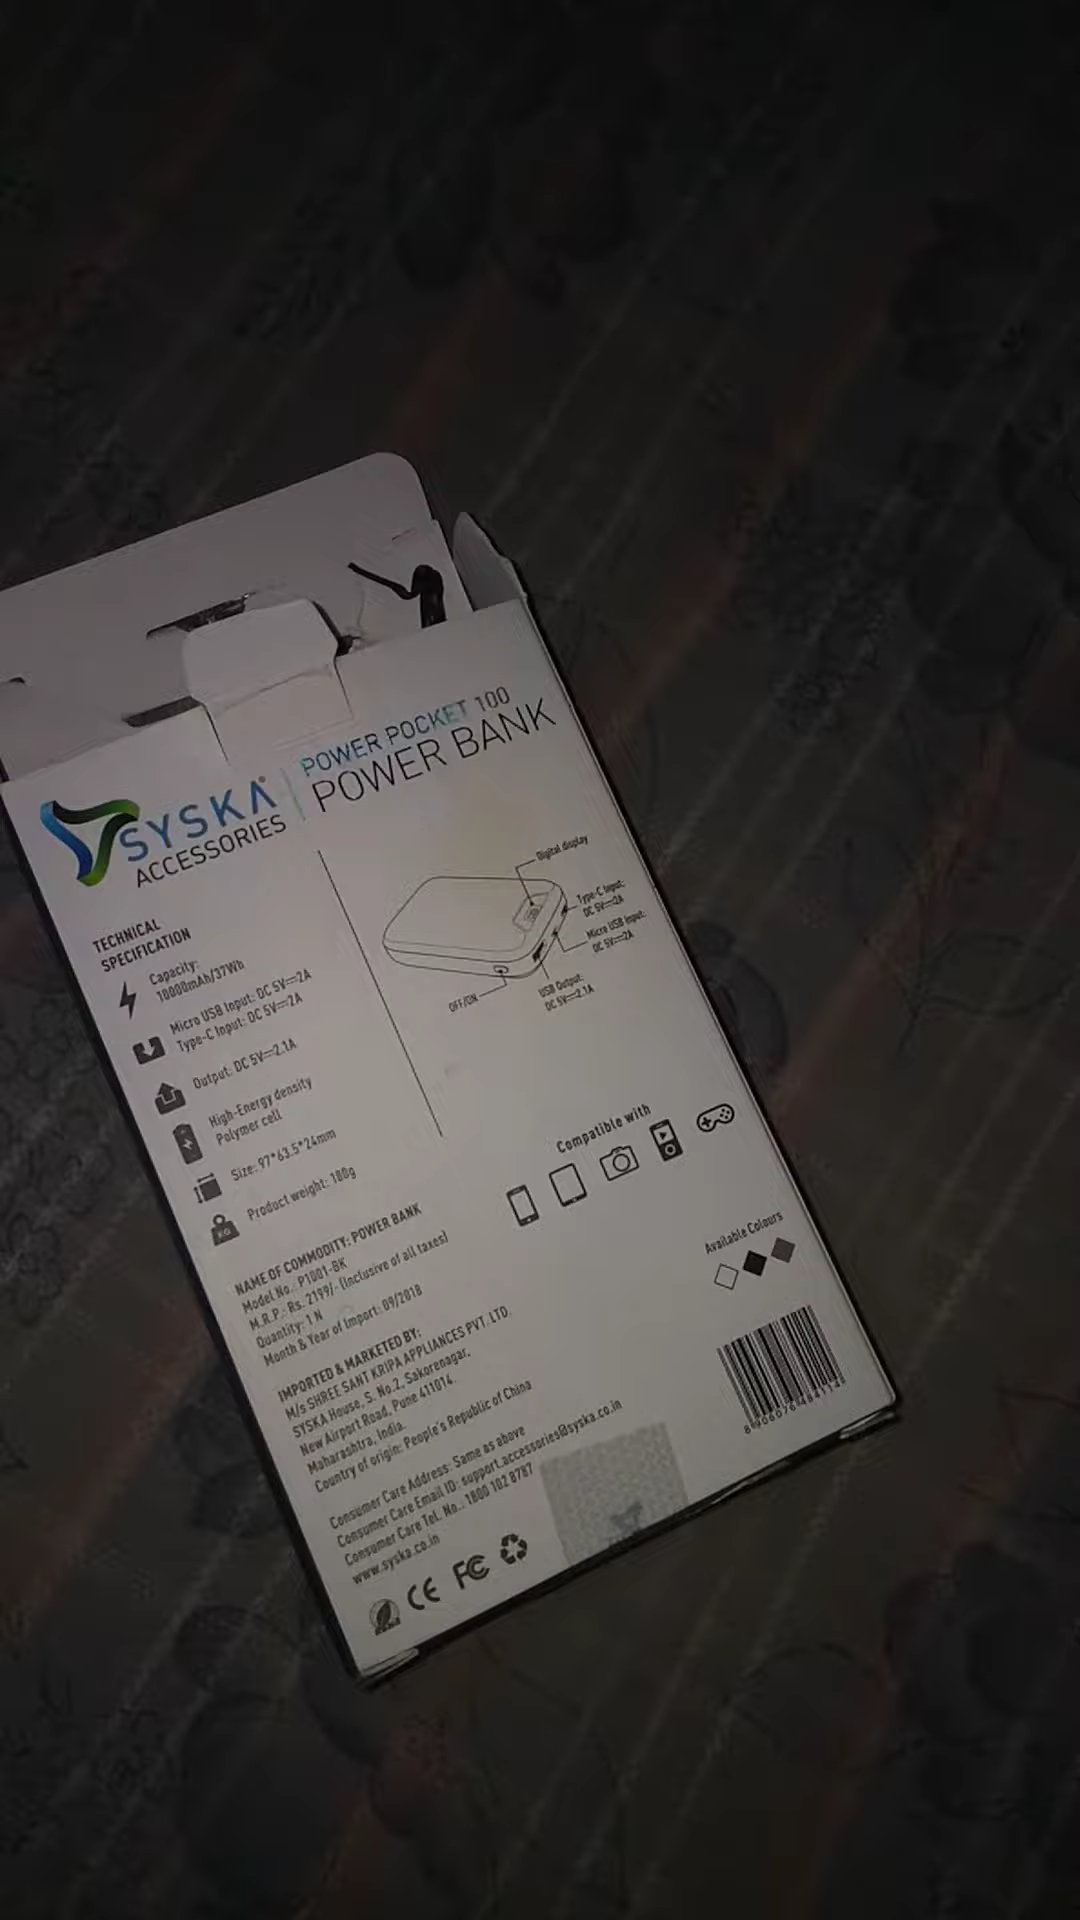 SYSKA®
ACCESSORIES
POWER POCKET 100
POWER BANK
TECHNICAL
SPECIFICATION
Capacity:
10000mAh/37Wh
Micro USB Input: DC 5V⎓2A
Type-C Input: DC 5V⎓2A
Output: DC 5V⎓2.1A
High-Energy density
Polymer cell
Size: 97*63.5*24mm
KG
Product weight: 180g
Digital display
Type-C Input:
DC 5V⎓2A
Micro USB Input:
DC 5V⎓2A
USB Output:
DC 5V⎓2.1A
OFF/ON
Compatible with
Available Colours
NAME OF COMMODITY: POWER BANK
Model No.: P1001-BK
M.R.P.: Rs. 2199/- (Inclusive of all taxes)
Quantity: 1 N
Month & Year of Import: 09/2018
IMPORTED & MARKETED BY:
M/s SHREE SANT KRIPA APPLIANCES PVT. LTD.
SYSKA House, S. No.2, Sakorenagar,
New Airport Road, Pune 411014.
Maharashtra, India.
Country of origin: People's Republic of China
Consumer Care Address: Same as above
Consumer Care Email ID: support.accessories@syska.co.in
Consumer Care Tel. No.: 1800 102 8787
www.syska.co.in
CE FC